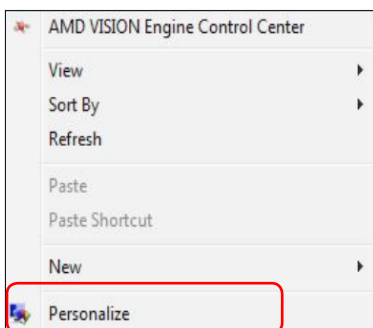 AMD VISION Engine Control Center
View
Sort By
Refresh
Paste
Paste Shortcut
New
Personalize